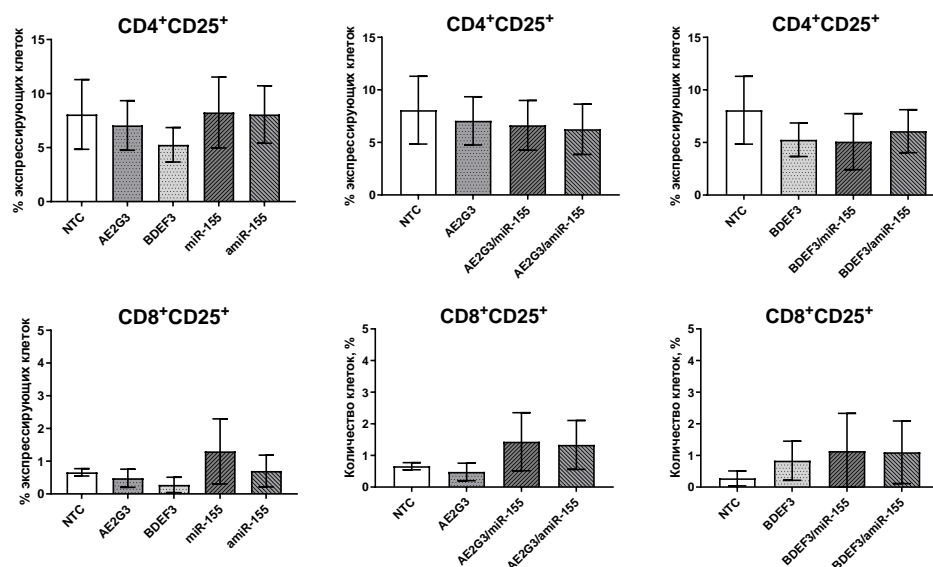 CD4⁺CD25⁺
% экспрессирующих клеток
15
10
5
0
NTC
AE2G3
BDEF3
miR-155
amiR-155
CD4⁺CD25⁺
% экспрессирующих клеток
15
10
5
0
NTC
AE2G3
AE2G3/miR-155
AE2G3/amiR-155
CD4⁺CD25⁺
% экспрессирующих клеток
15
10
5
0
NTC
BDEF3
BDEF3/miR-155
BDEF3/amiR-155
CD8⁺CD25⁺
% экспрессирующих клеток
5
4
3
2
1
0
NTC
AE2G3
BDEF3
miR-155
amiR-155
CD8⁺CD25⁺
Количество клеток, %
5
4
3
2
1
0
NTC
AE2G3
AE2G3/miR-155
AE2G3/amiR-155
CD8⁺CD25⁺
Количество клеток, %
5
4
3
2
1
0
NTC
BDEF3
BDEF3/miR-155
BDEF3/amiR-155